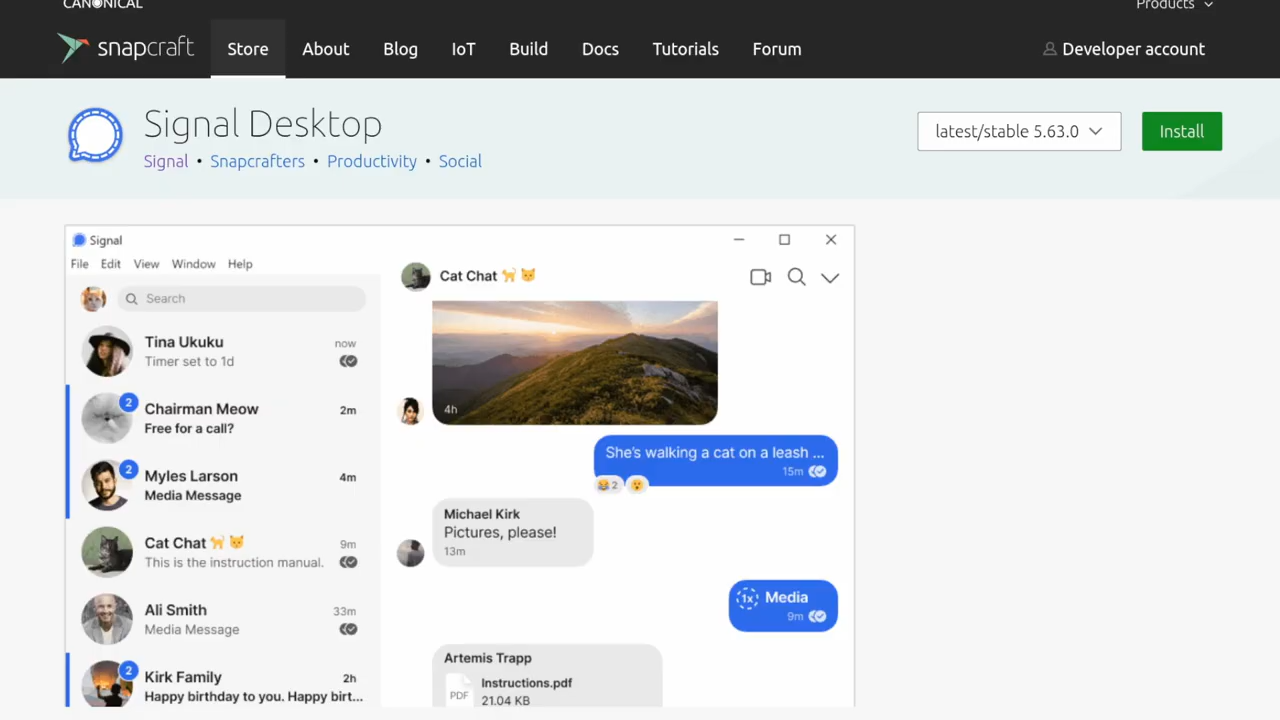 CANONICAL
Products
snapcraft
Store
About
Blog
IoT
Build
Docs
Tutorials
Forum
Developer account
Signal Desktop
Signal • Snapcrafters • Productivity • Social
latest/stable 5.63.0
Install
Signal
File Edit View Window Help
Search
Tina Ukuku now
Timer set to 1d
2
Chairman Meow 2m
Free for a call?
2
Myles Larson 4m
Media Message
Cat Chat 🐈 🐱 9m
This is the instruction manual.
Ali Smith 33m
Media Message
2
Kirk Family 2h
Happy birthday to you. Happy birt...
Cat Chat 🐈 🐱
4h
She's walking a cat on a leash ...
15m
😂 2 😮
Michael Kirk
Pictures, please!
13m
1x Media
9m
Artemis Trapp
PDF
Instructions.pdf
21.04 KB